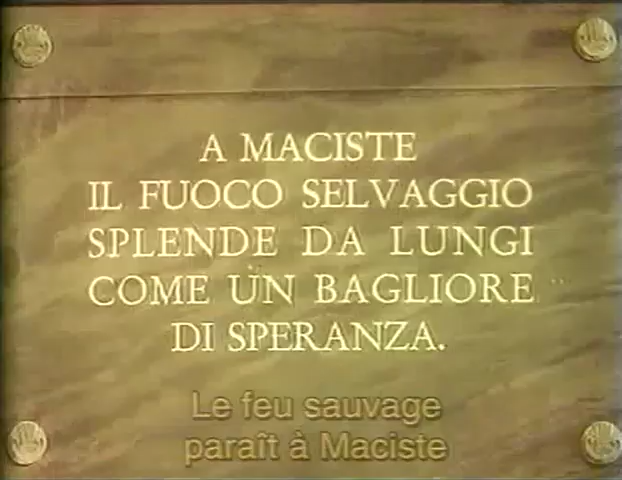 A MACISTE
IL FUOCO SELVAGGIO
SPLENDE DA LUNGI
COME UN BAGLIORE
DI SPERANZA.
Le feu sauvage
paraît à Maciste